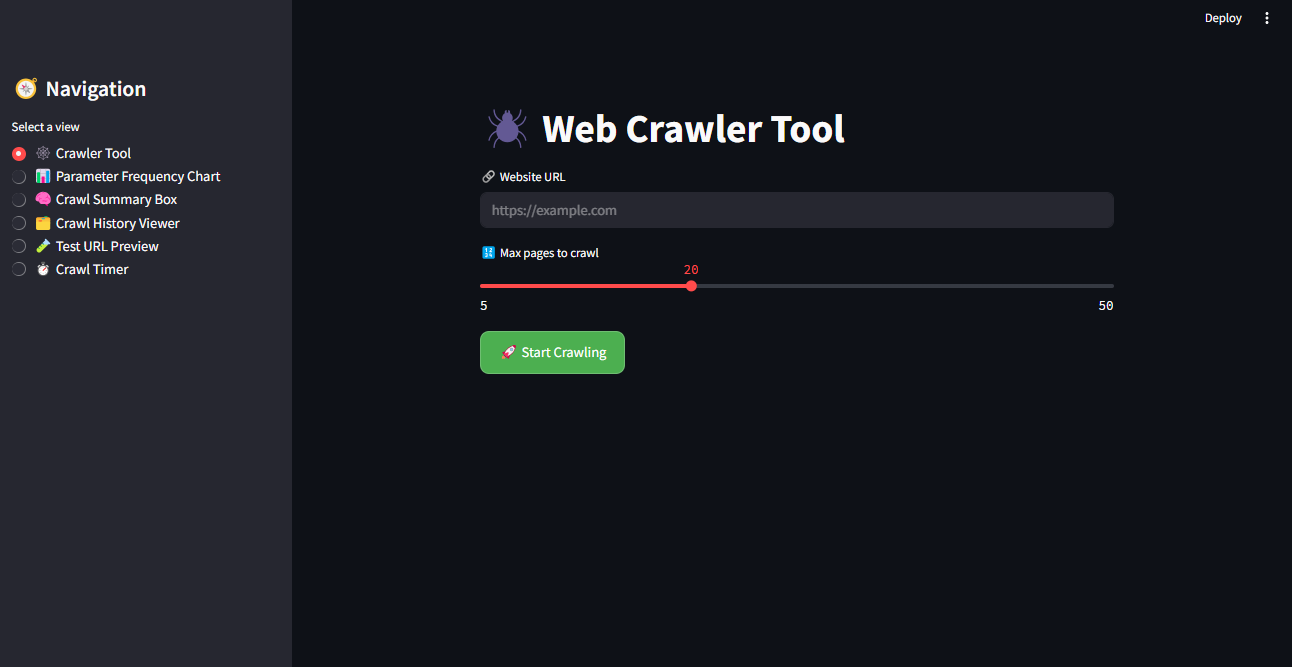 Deploy
Navigation
Select a view
Crawler Tool
Parameter Frequency Chart
Crawl Summary Box
Crawl History Viewer
Test URL Preview
Crawl Timer
Web Crawler Tool
Website URL
https://example.com
Max pages to crawl
20
5 50
Start Crawling